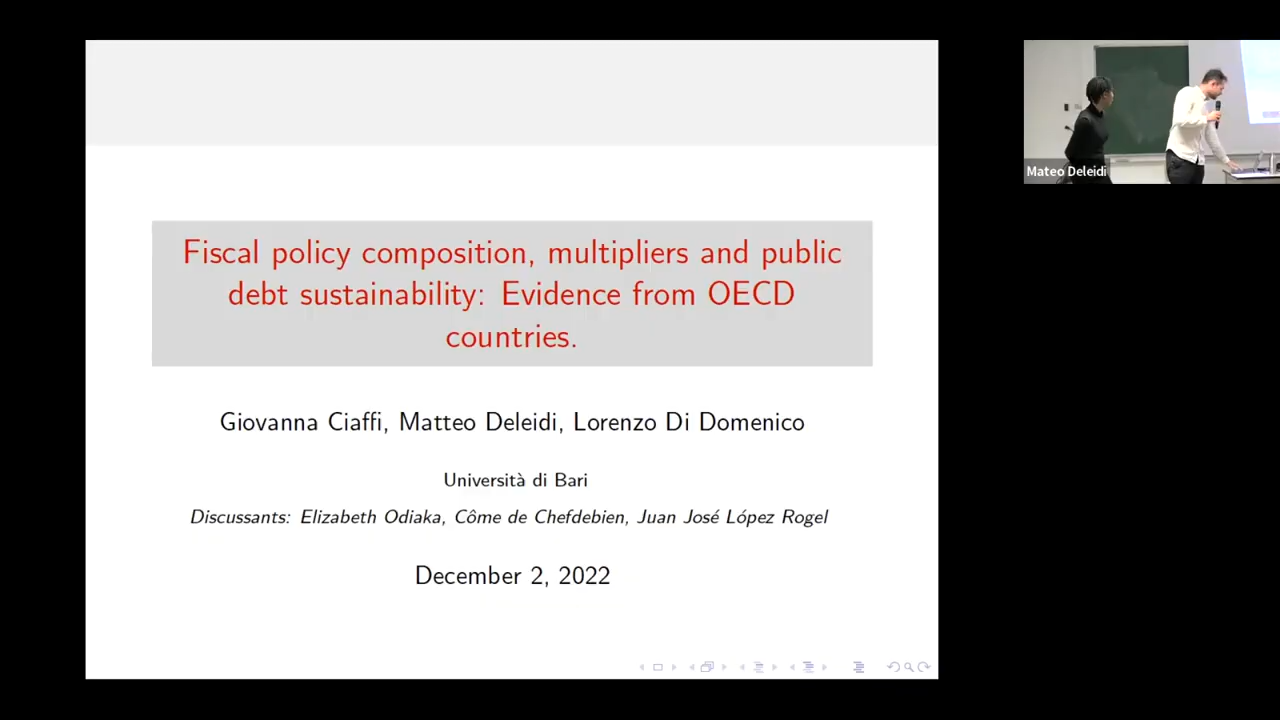 Fiscal policy composition, multipliers and public
debt sustainability: Evidence from OECD
countries.
Giovanna Ciaffi, Matteo Deleidi, Lorenzo Di Domenico
Università di Bari
Discussants: Elizabeth Odiaka, Côme de Chefdebien, Juan José López Rogel
December 2, 2022
Mateo Deleidi